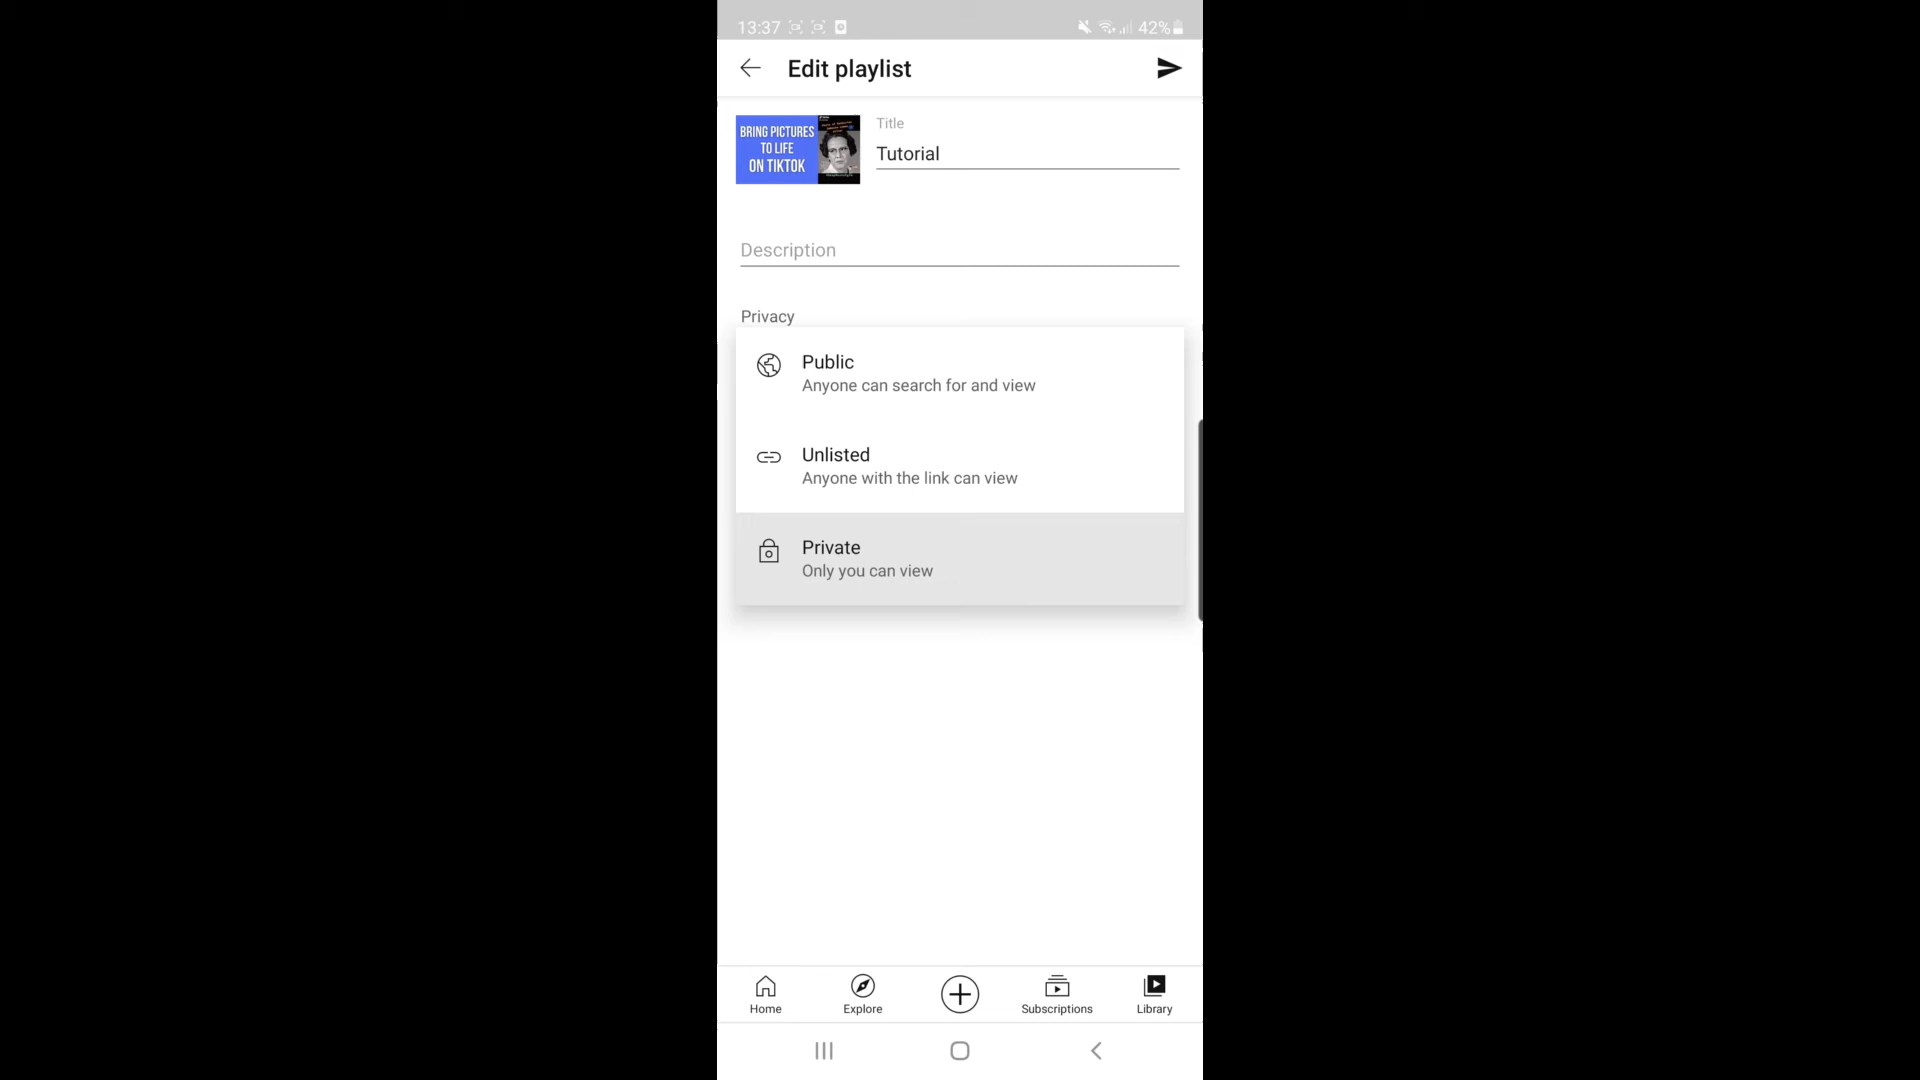 13:37 42%
Edit playlist
BRING PICTURES
TO LIFE
ON TIKTOK
Title
Tutorial
Description
Privacy
Public
Anyone can search for and view
Unlisted
Anyone with the link can view
Private
Only you can view
Home Explore Subscriptions Library